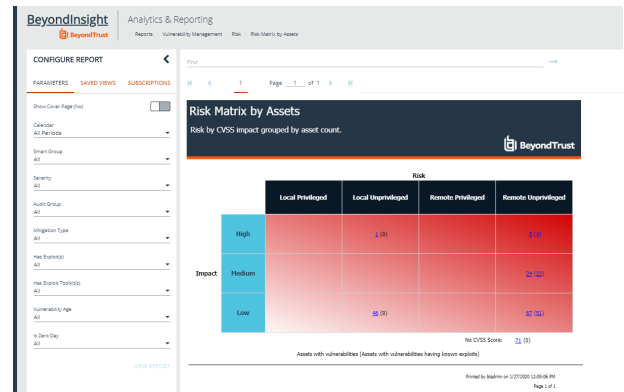 BeyondInsight
BeyondTrust
Analytics & Reporting
Reports Vulnerability Management Risk Risk Matrix by Assets
CONFIGURE REPORT
PARAMETERS SAVED VIEWS SUBSCRIPTIONS
Show Cover Page (No)
Calendar
All Periods
Smart Group
All
Severity
All
Audit Group
All
Mitigation Type
All
Has Exploit(s)
All
Has Exploit Toolkit(s)
All
Vulnerability Age
All
Is Zero Day
All
VIEW REPORT
Find
1 Page 1 of 1
Risk Matrix by Assets
Risk by CVSS impact grouped by asset count.
BeyondTrust
Risk
Local Privileged Local Unprivileged Remote Privileged Remote Unprivileged
High 1 (0)
Impact Medium 24 (23)
Low 46 (0) 67 (51)
No CVSS Score: 71 (0)
Assets with vulnerabilities (Assets with vulnerabilities having known exploits)
Printed by btadmin on 1/27/2020 12:05:06 PM
Page 1 of 1